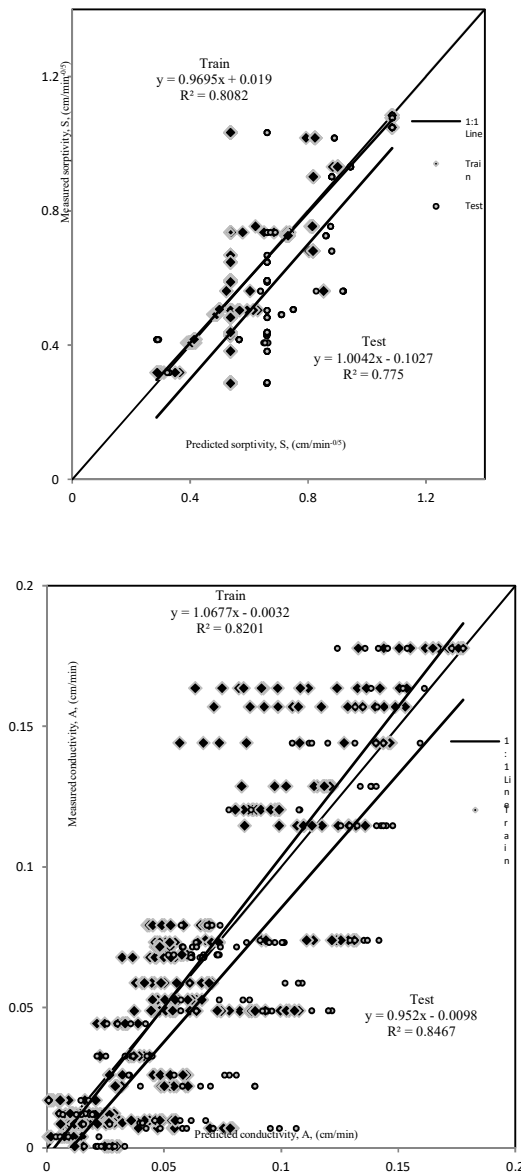 1.2
0.8
0.4
0
Measured sorptivity, S, (cm/min-0/5)
Train
y = 0.9695x + 0.019
R² = 0.8082
1:1
Line
Trai
n
Test
Test
y = 1.0042x - 0.1027
R² = 0.775
Predicted sorptivity, S, (cm/min-0/5)
0
0.4
0.8
1.2
0.2
0.15
0.1
0.05
0
Measured conductivity, A, (cm/min)
Train
y = 1.0677x - 0.0032
R² = 0.8201
1
:
1
Li
n
e
T
r
a
i
n
Test
y = 0.952x - 0.0098
R² = 0.8467
Predicted conductivity, A, (cm/min)
0
0.05
0.1
0.15
0.2